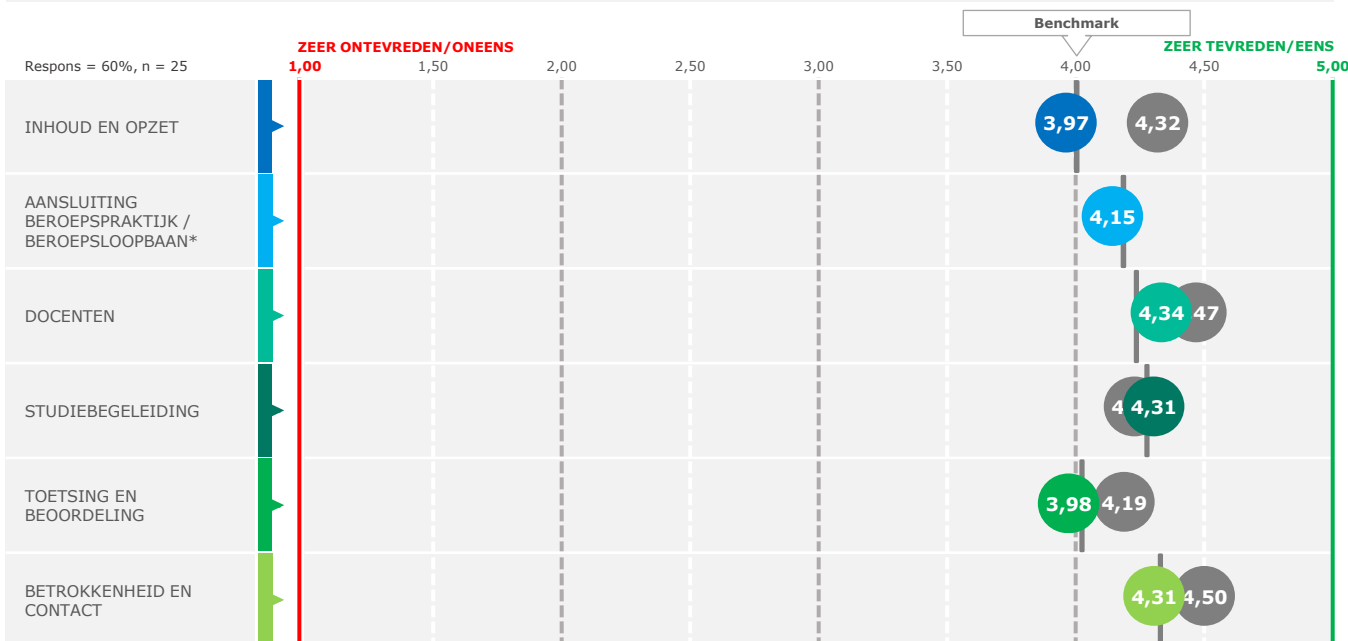 Benchmark
ZEER ONTEVREDEN/ONEENS ZEER TEVREDEN/EENS
Respons = 60%, n = 25 1,00 1,50 2,00 2,50 3,00 3,50 4,00 4,50 5,00
INHOUD EN OPZET 3,97 4,32
AANSLUITING
BEROEPSPRAKTIJK / 4,15
BEROEPSLOOPBAAN*
DOCENTEN 4,34 47
STUDIEBEGELEIDING 4 4,31
TOETSING EN
BEOORDELING 3,98 4,19
BETROKKENHEID EN
CONTACT 4,31 4,50